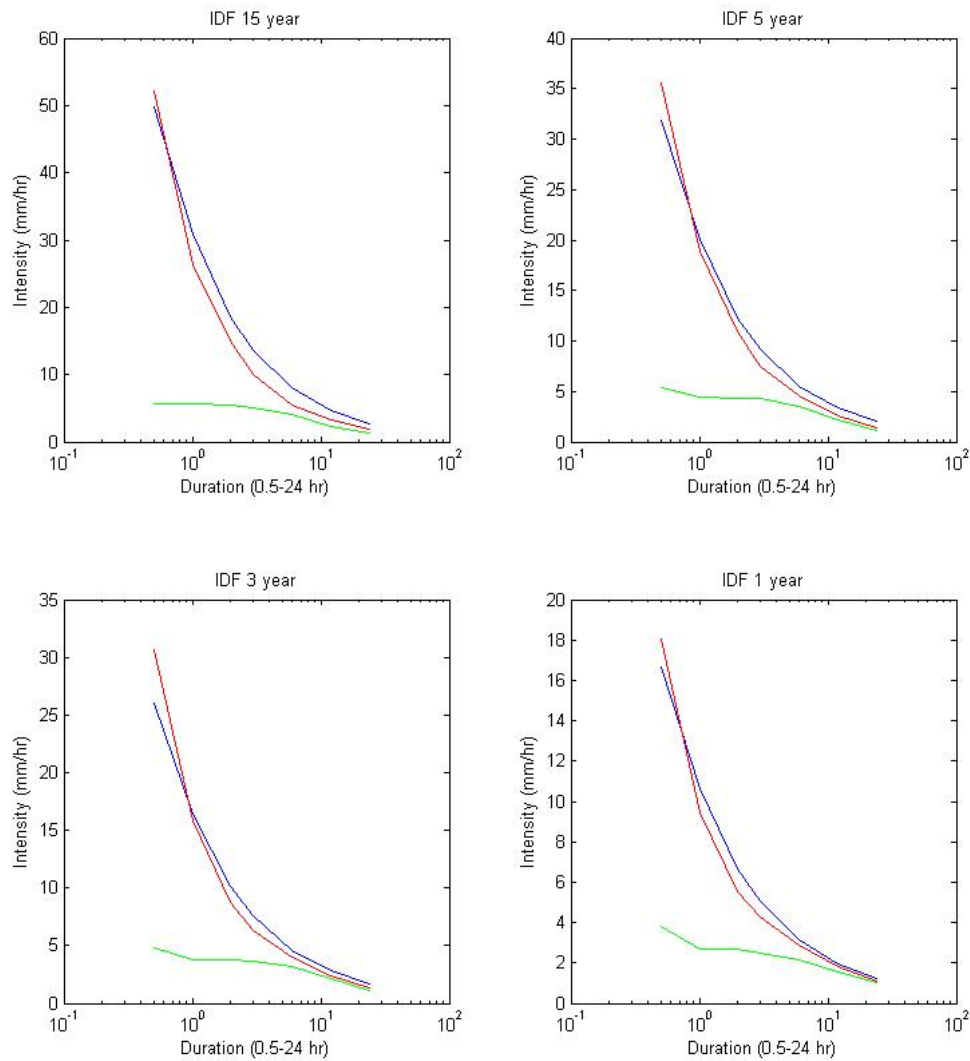 IDF 15 year
60
50
40
30
20
10
0
Intensity (mm/hr)
10^-1 10^0 10^1 10^2
Duration (0.5-24 hr)
IDF 5 year
40
35
30
25
20
15
10
5
0
Intensity (mm/hr)
10^-1 10^0 10^1 10^2
Duration (0.5-24 hr)
IDF 3 year
35
30
25
20
15
10
5
0
Intensity (mm/hr)
10^-1 10^0 10^1 10^2
Duration (0.5-24 hr)
IDF 1 year
20
18
16
14
12
10
8
6
4
2
0
Intensity (mm/hr)
10^-1 10^0 10^1 10^2
Duration (0.5-24 hr)